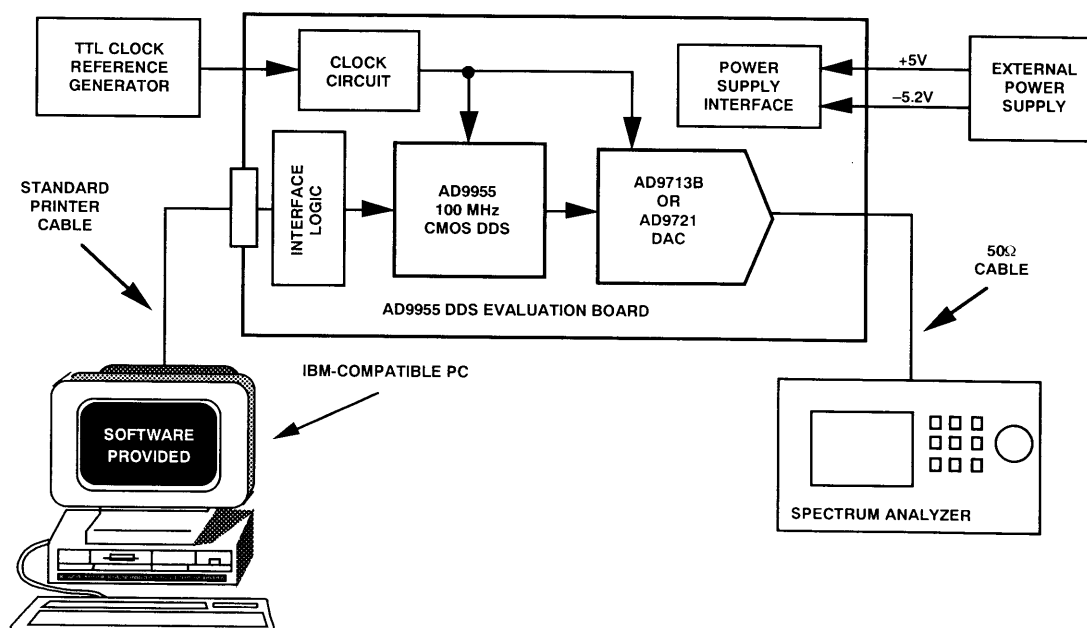 TTL CLOCK
REFERENCE
GENERATOR
CLOCK
CIRCUIT
POWER
SUPPLY
INTERFACE
+5V
–5.2V
EXTERNAL
POWER
SUPPLY
STANDARD
PRINTER
CABLE
INTERFACE
LOGIC
AD9955
100 MHz
CMOS DDS
AD9713B
OR
AD9721
DAC
50Ω
CABLE
AD9955 DDS EVALUATION BOARD
IBM-COMPATIBLE PC
SOFTWARE
PROVIDED
SPECTRUM ANALYZER